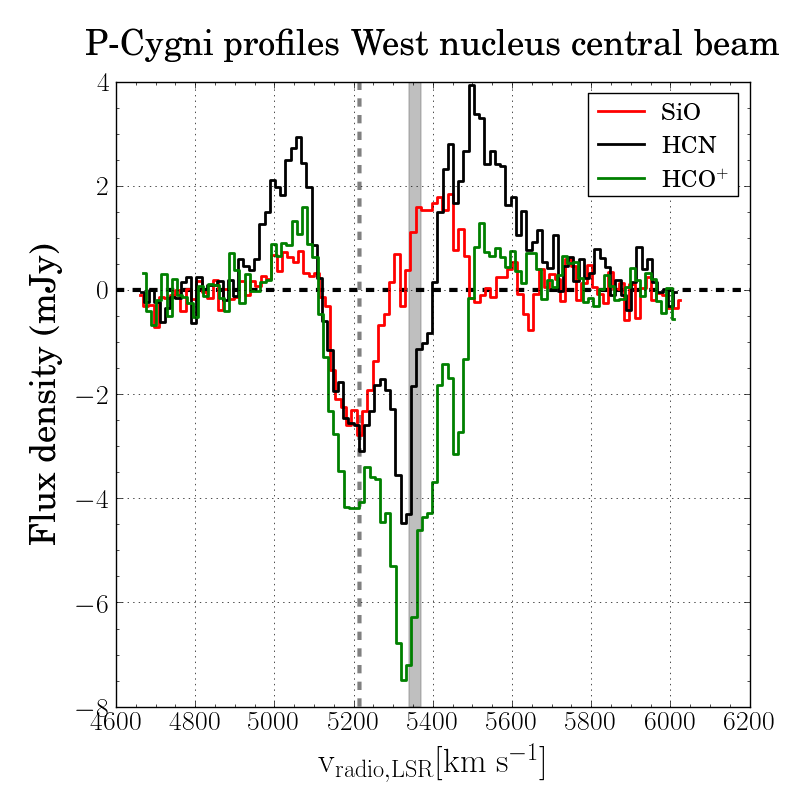 P-Cygni profiles West nucleus central beam
SiO
HCN
HCO⁺
Flux density (mJy)
4
2
0
−2
−4
−6
−8
4600 4800 5000 5200 5400 5600 5800 6000 6200
v_radio,LSR[km s⁻¹]